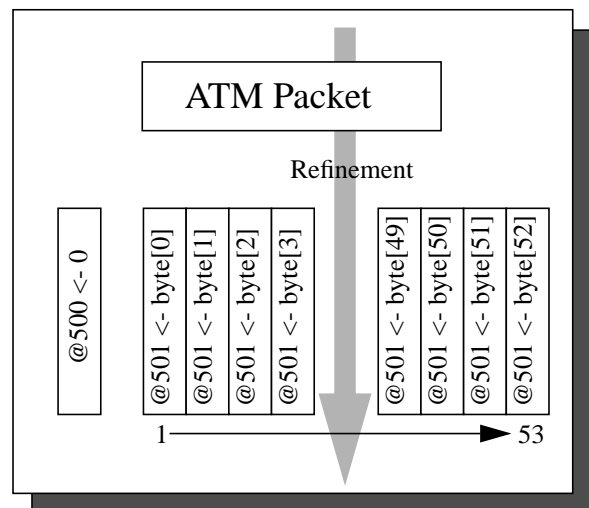 ATM Packet
Refinement
@500 <- 0
@501 <- byte[0]
@501 <- byte[1]
@501 <- byte[2]
@501 <- byte[3]
@501 <- byte[49]
@501 <- byte[50]
@501 <- byte[51]
@501 <- byte[52]
1
53